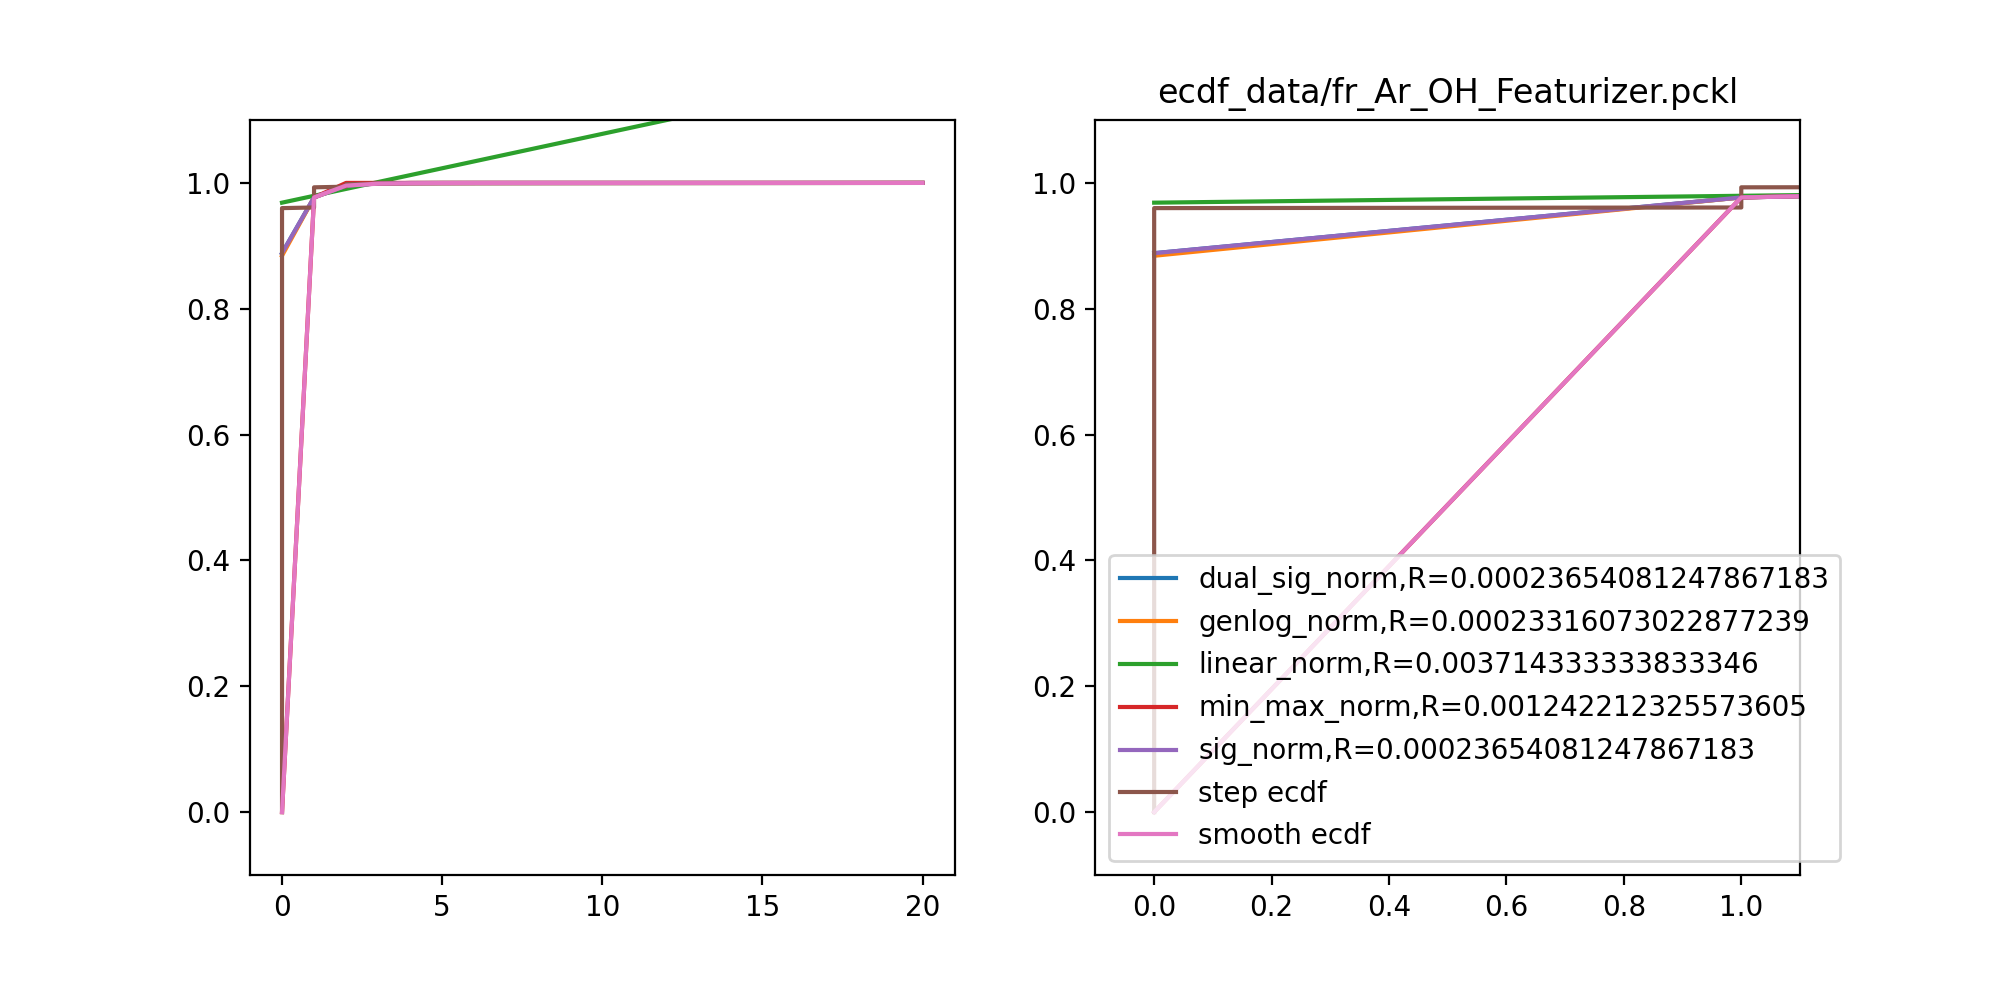 ecdf_data/fr_Ar_OH_Featurizer.pckl
1.0
0.8
0.6
0.4
0.2
0.0
0
5
10
15
20
1.0
0.8
0.6
0.4
0.2
0.0
0.0
0.2
0.4
0.6
0.8
1.0
dual_sig_norm,R=0.00023654081247867183
genlog_norm,R=0.00023316073022877239
linear_norm,R=0.003714333333833346
min_max_norm,R=0.001242212325573605
sig_norm,R=0.00023654081247867183
step ecdf
smooth ecdf